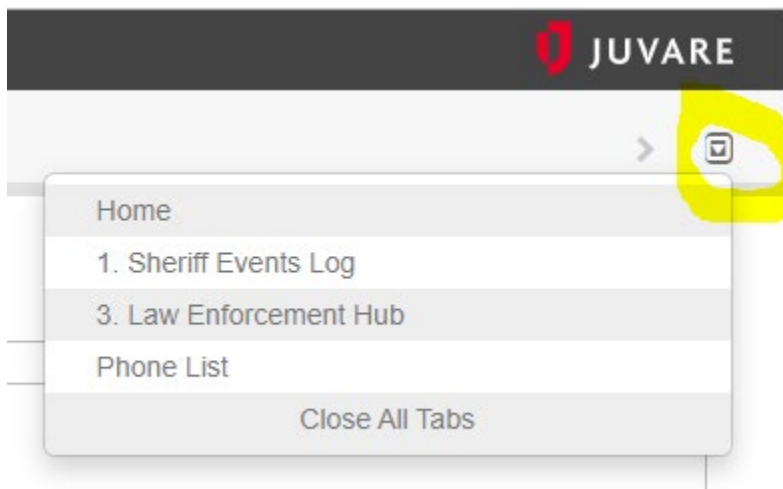 JUVARE
Home
1. Sheriff Events Log
3. Law Enforcement Hub
Phone List
Close All Tabs